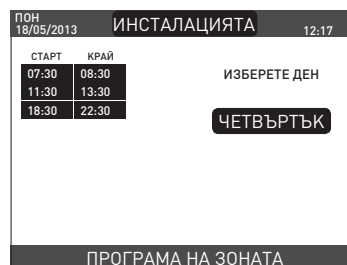 ПОН
18/05/2013 ИНСТАЛАЦИЯТА 12:17
СТАРТ КРАЙ
07:30 08:30
11:30 13:30
18:30 22:30
ИЗБЕРЕТЕ ДЕН
ЧЕТВЪРТЪК
ПРОГРАМА НА ЗОНАТА